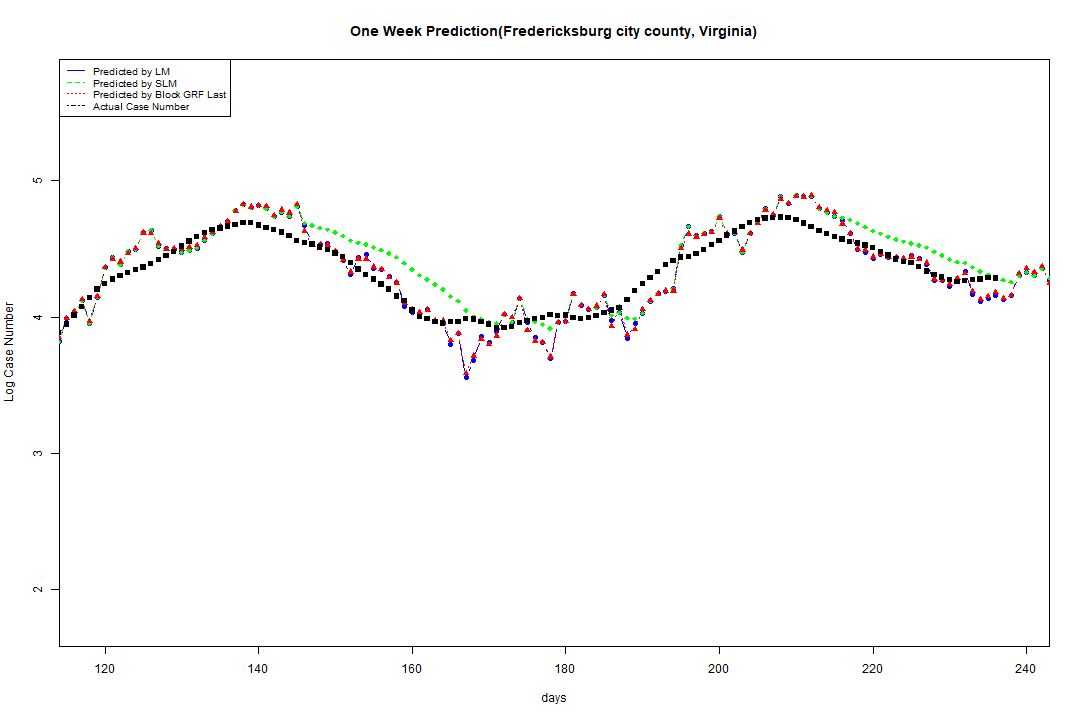 One Week Prediction(Fredericksburg city county, Virginia)
Predicted by LM
Predicted by SLM
Predicted by Block GRF Last
Actual Case Number
Log Case Number
5
4
3
2
120 140 160 180 200 220 240
days